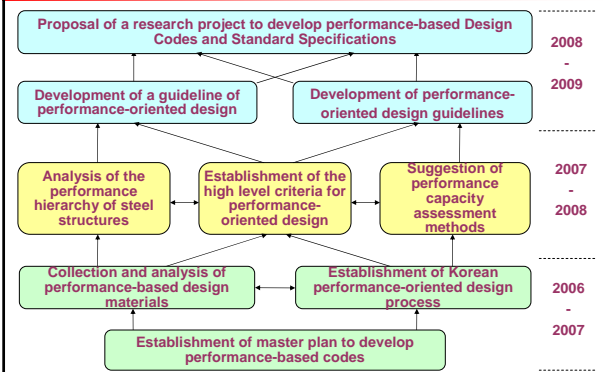 Proposal of a research project to develop performance-based Design
Codes and Standard Specifications
2008
-
2009
Development of a guideline of
performance-oriented design
Development of performance-
oriented design guidelines
Analysis of the
performance
hierarchy of steel
structures
Establishment of the
high level criteria for
performance-
oriented design
Suggestion of
performance
capacity
assessment
methods
2007
-
2008
Collection and analysis of
performance-based design
materials
Establishment of Korean
performance-oriented design
process
2006
-
2007
Establishment of master plan to develop
performance-based codes